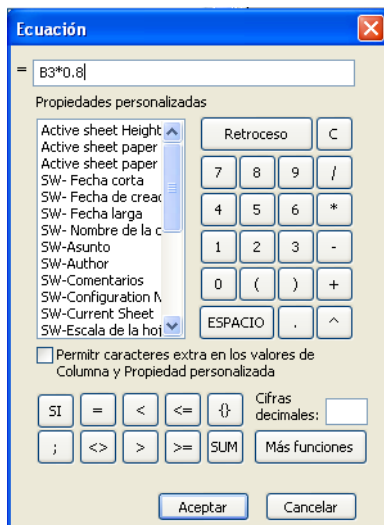 Ecuación
= B3*0.8
Propiedades personalizadas
Active sheet Height
Active sheet paper
Active sheet paper
SW- Fecha corta
SW- Fecha de creac
SW- Fecha larga
SW- Nombre de la c
SW-Asunto
SW-Author
SW-Comentarios
SW-Configuration N
SW-Current Sheet
SW-Escala de la hoj
Retroceso C
7 8 9 /
4 5 6 *
1 2 3 -
0 ( ) +
ESPACIO . ^
Permitr caracteres extra en los valores de
Columna y Propiedad personalizada
SI = < <= {}
Cifras
decimales:
; <> > >= SUM Más funciones
Aceptar Cancelar